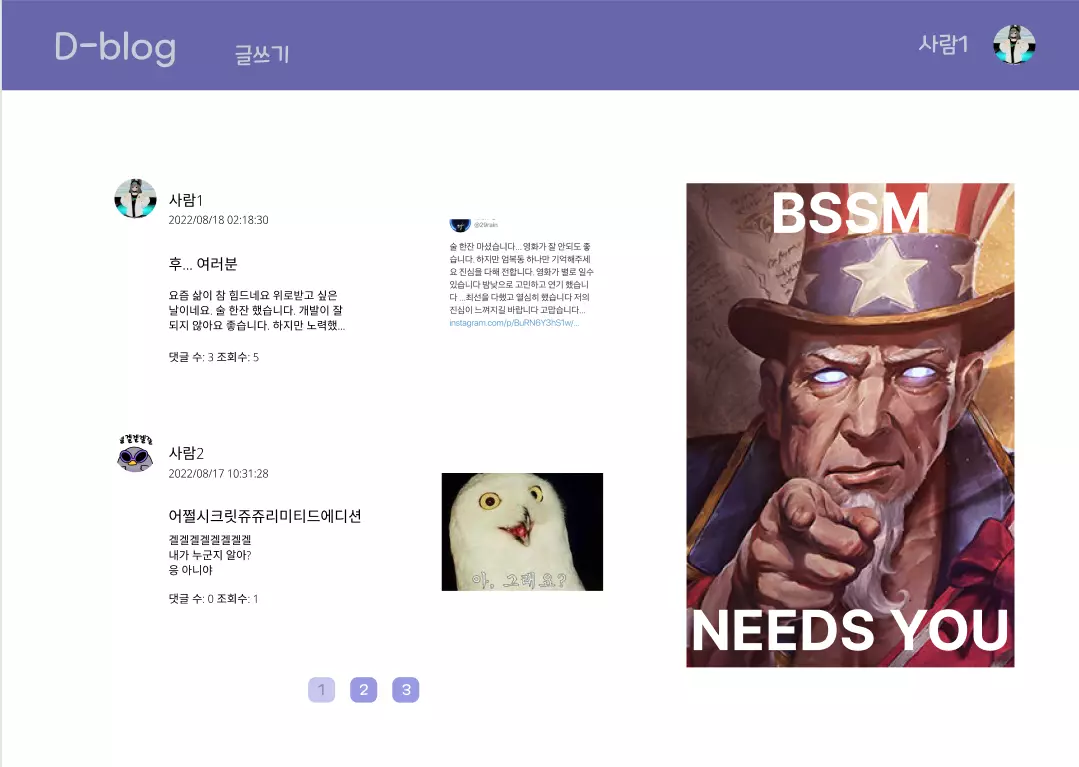 D-blog
글쓰기
사람1
사람1
2022/08/18 02:18:30
후... 여러분
요즘 삶이 참 힘드네요 위로받고 싶은
날이네요. 술 한잔 했습니다. 개발이 잘
되지 않아요 좋습니다. 하지만 노력했...
댓글 수: 3 조회수: 5
@29rain
술 한잔 마셨습니다... 영화가 잘 안되도 좋
습니다. 하지만 엄복동 하나만 기억해주세
요 진심을 다해 전합니다. 영화가 별로 일수
있습니다 밤낮으로 고민하고 연기 했습니
다 ...최선을 다했고 열심히 했습니다 저의
진심이 느껴지길 바랍니다 고맙습니다...
instagram.com/p/BuRN6Y3hS1w/...
사람2
2022/08/17 10:31:28
어쩔시크릿쥬쥬리미티드에디션
겔겔겔겔겔겔겔겔
내가 누군지 알아?
응 아니야
댓글 수: 0 조회수: 1
아, 그래요?
BSSM
NEEDS YOU
1
2
3